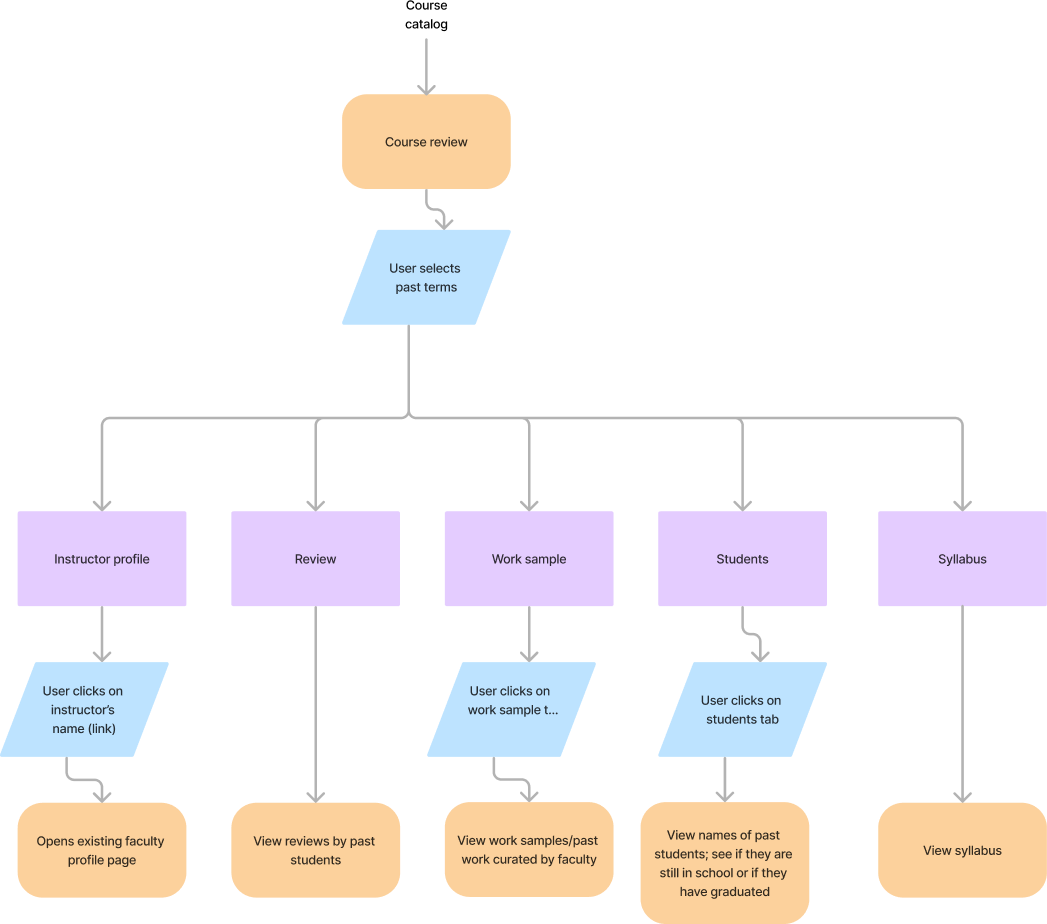 Course
catalog
Course review
User selects
past terms
Instructor profile
Review
Work sample
Students
Syllabus
User clicks on
instructor’s
name (link)
User clicks on
work sample t...
User clicks on
students tab
Opens existing faculty
profile page
View reviews by past
students
View work samples/past
work curated by faculty
View names of past
students; see if they are
still in school or if they
have graduated
View syllabus